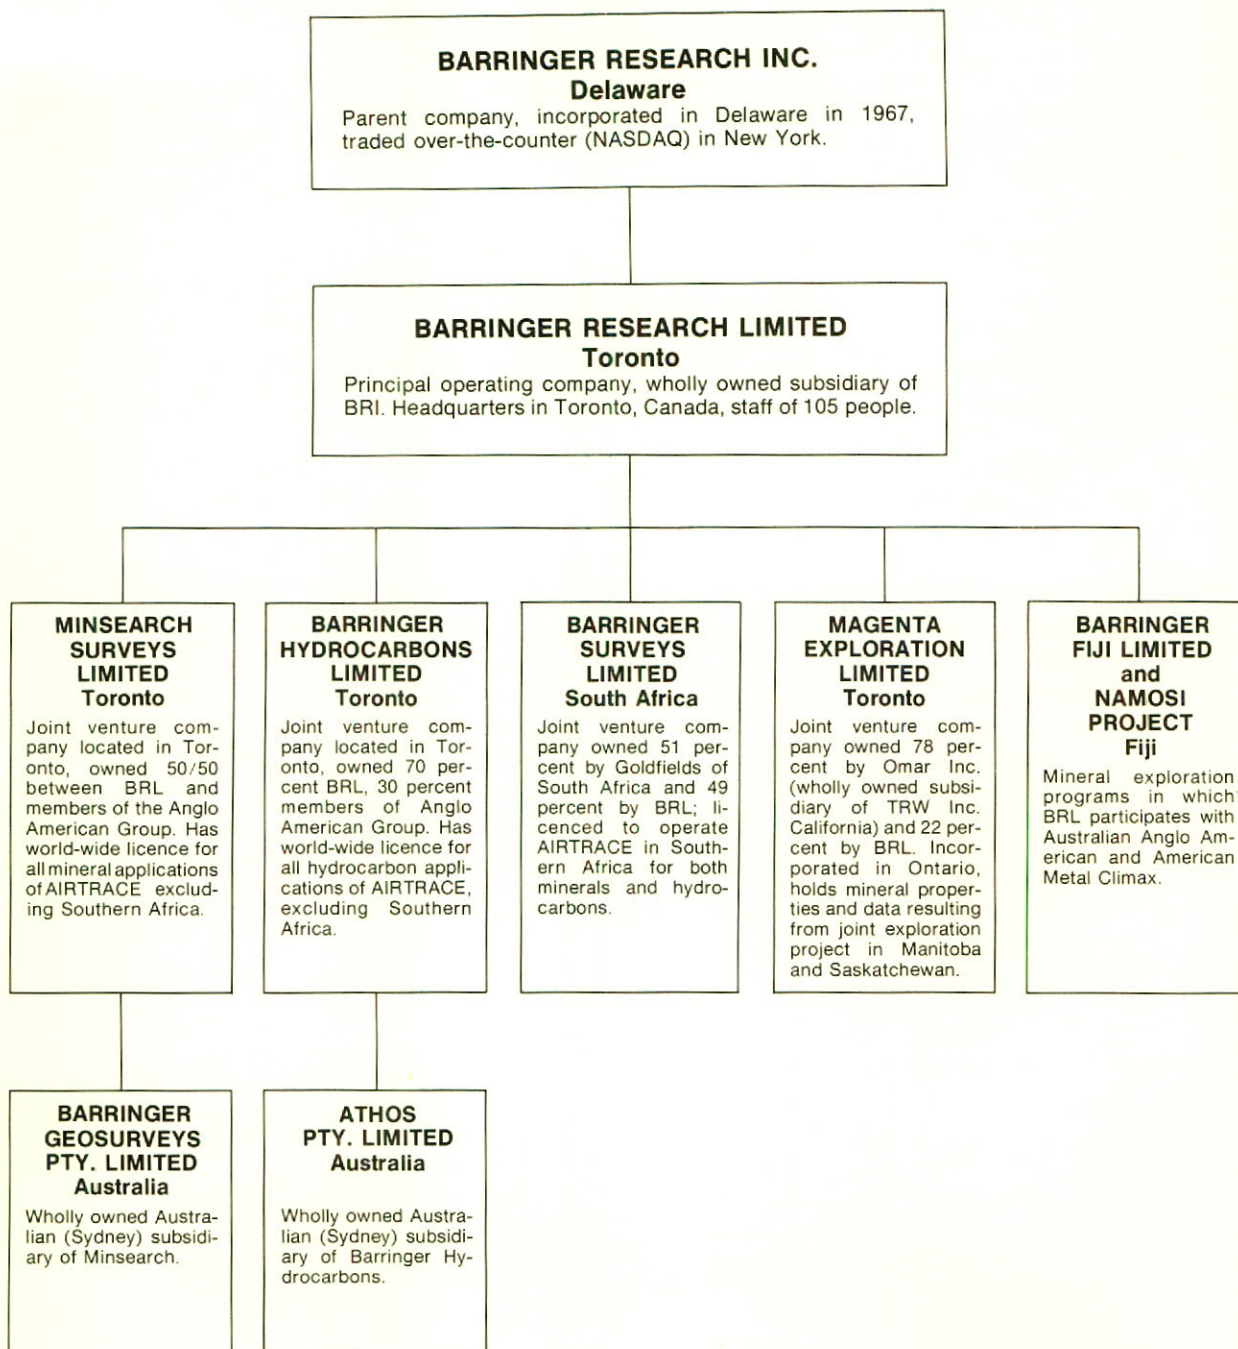 BARRINGER RESEARCH INC.
Delaware
Parent company, incorporated in Delaware in 1967,
traded over-the-counter (NASDAQ) in New York.
BARRINGER RESEARCH LIMITED
Toronto
Principal operating company, wholly owned subsidiary of
BRI. Headquarters in Toronto, Canada, staff of 105 people.
MINSEARCH
SURVEYS
LIMITED
Toronto
Joint venture com-
pany located in Tor-
onto, owned 50/50
between BRL and
members of the Anglo
American Group. Has
world-wide licence for
all mineral applications
of AIRTRACE exclud-
ing Southern Africa.
BARRINGER
HYDROCARBONS
LIMITED
Toronto
Joint venture com-
pany located in Tor-
onto, owned 70 per-
cent BRL, 30 percent
members of Anglo
American Group. Has
world-wide licence for
all hydrocarbon appli-
cations of AIRTRACE,
excluding Southern
Africa.
BARRINGER
SURVEYS
LIMITED
South Africa
Joint venture com-
pany owned 51 per-
cent by Goldfields of
South Africa and 49
percent by BRL; li-
cenced to operate
AIRTRACE in South-
ern Africa for both
minerals and hydro-
carbons.
MAGENTA
EXPLORATION
LIMITED
Toronto
Joint venture com-
pany owned 78 per-
cent by Omar Inc.
(wholly owned subsi-
diary of TRW Inc.
California) and 22 per-
cent by BRL. Incor-
porated in Ontario,
holds mineral proper-
ties and data resulting
from joint exploration
project in Manitoba
and Saskatchewan.
BARRINGER
FIJI LIMITED
and
NAMOSI
PROJECT
Fiji
Mineral exploration
programs in which
BRL participates with
Australian Anglo Am-
erican and American
Metal Climax.
BARRINGER
GEOSURVEYS
PTY. LIMITED
Australia
Wholly owned Austra-
lian (Sydney) subsidi-
ary of Minsearch.
ATHOS
PTY. LIMITED
Australia
Wholly owned Austra-
lian (Sydney) subsidi-
ary of Barringer Hy-
drocarbons.